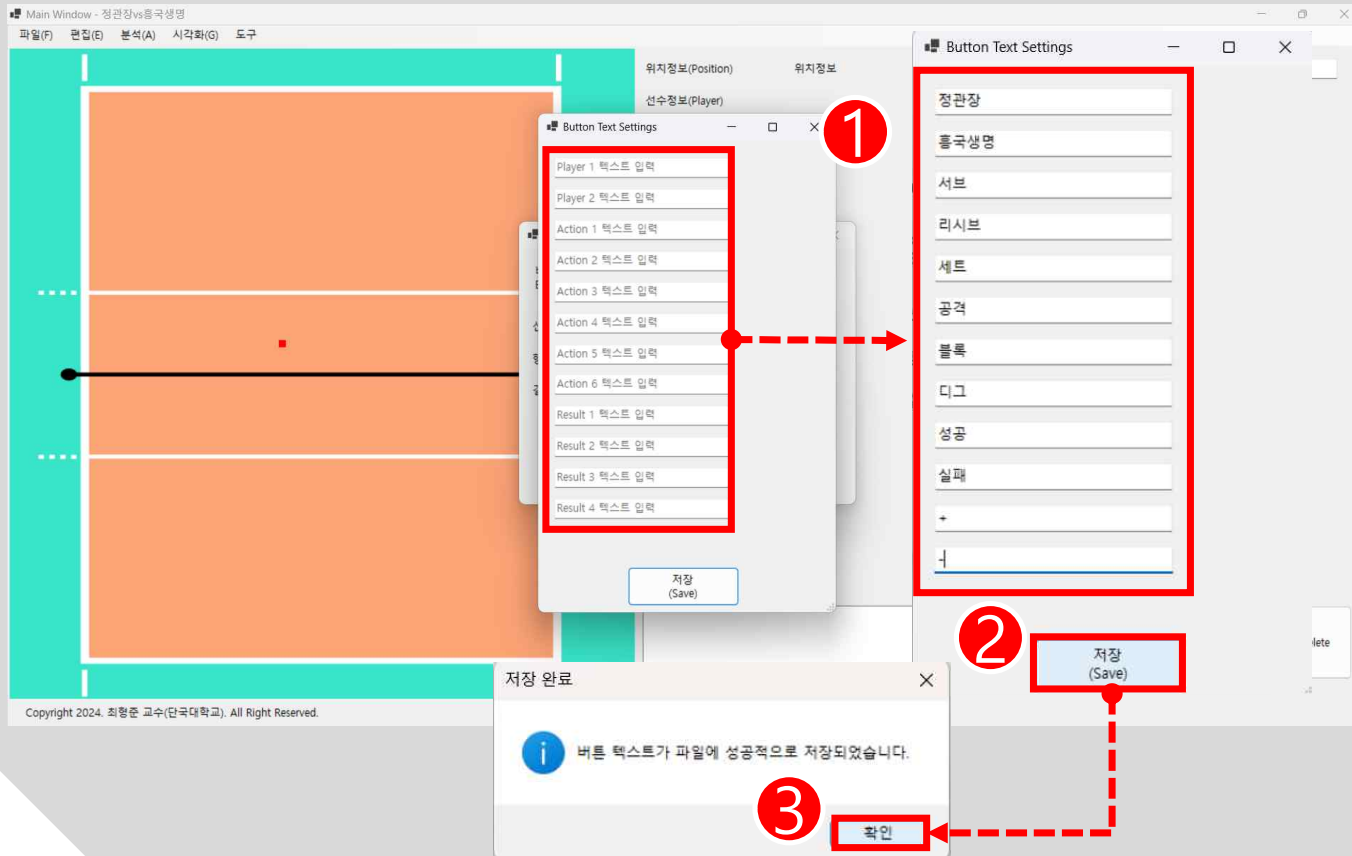 Main Window - 정관장vs흥국생명
파일(F) 편집(E) 분석(A) 시각화(G) 도구
위치정보(Position) 위치정보
선수정보(Player)
Button Text Settings
1
Player 1 텍스트 입력
Player 2 텍스트 입력
Action 1 텍스트 입력
Action 2 텍스트 입력
Action 3 텍스트 입력
Action 4 텍스트 입력
Action 5 텍스트 입력
Action 6 텍스트 입력
Result 1 텍스트 입력
Result 2 텍스트 입력
Result 3 텍스트 입력
Result 4 텍스트 입력
저장
(Save)
Button Text Settings
정관장
흥국생명
서브
리시브
세트
공격
블록
디그
성공
실패
+
-
2
저장
(Save)
lete
저장 완료
버튼 텍스트가 파일에 성공적으로 저장되었습니다.
3
확인
Copyright 2024. 최형준 교수(단국대학교). All Right Reserved.